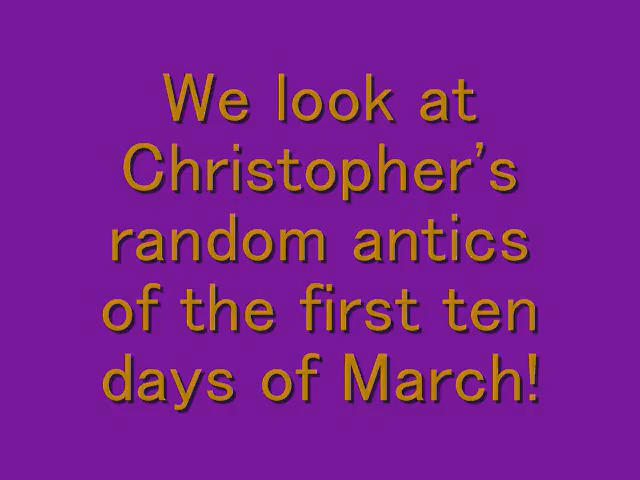 We look at
Christopher's
random antics
of the first ten
days of March!